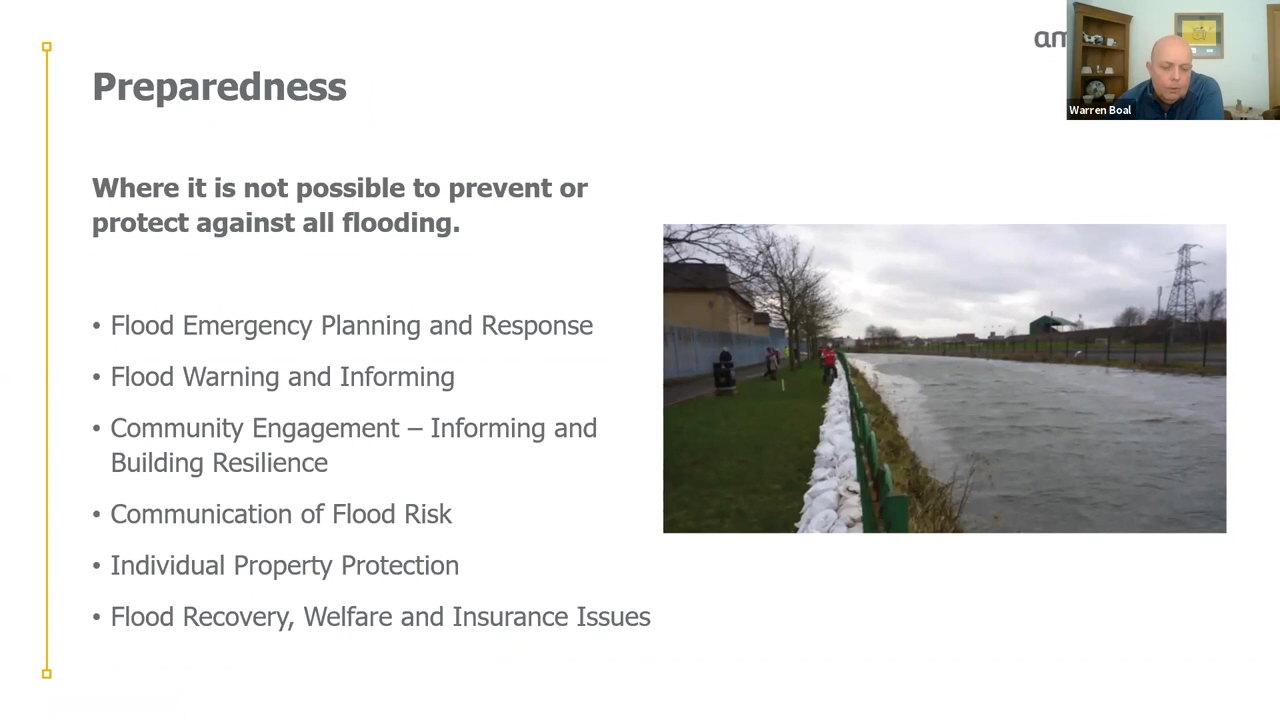 Preparedness
Warren Boal
Where it is not possible to prevent or
protect against all flooding.
• Flood Emergency Planning and Response
• Flood Warning and Informing
• Community Engagement – Informing and
Building Resilience
• Communication of Flood Risk
• Individual Property Protection
• Flood Recovery, Welfare and Insurance Issues